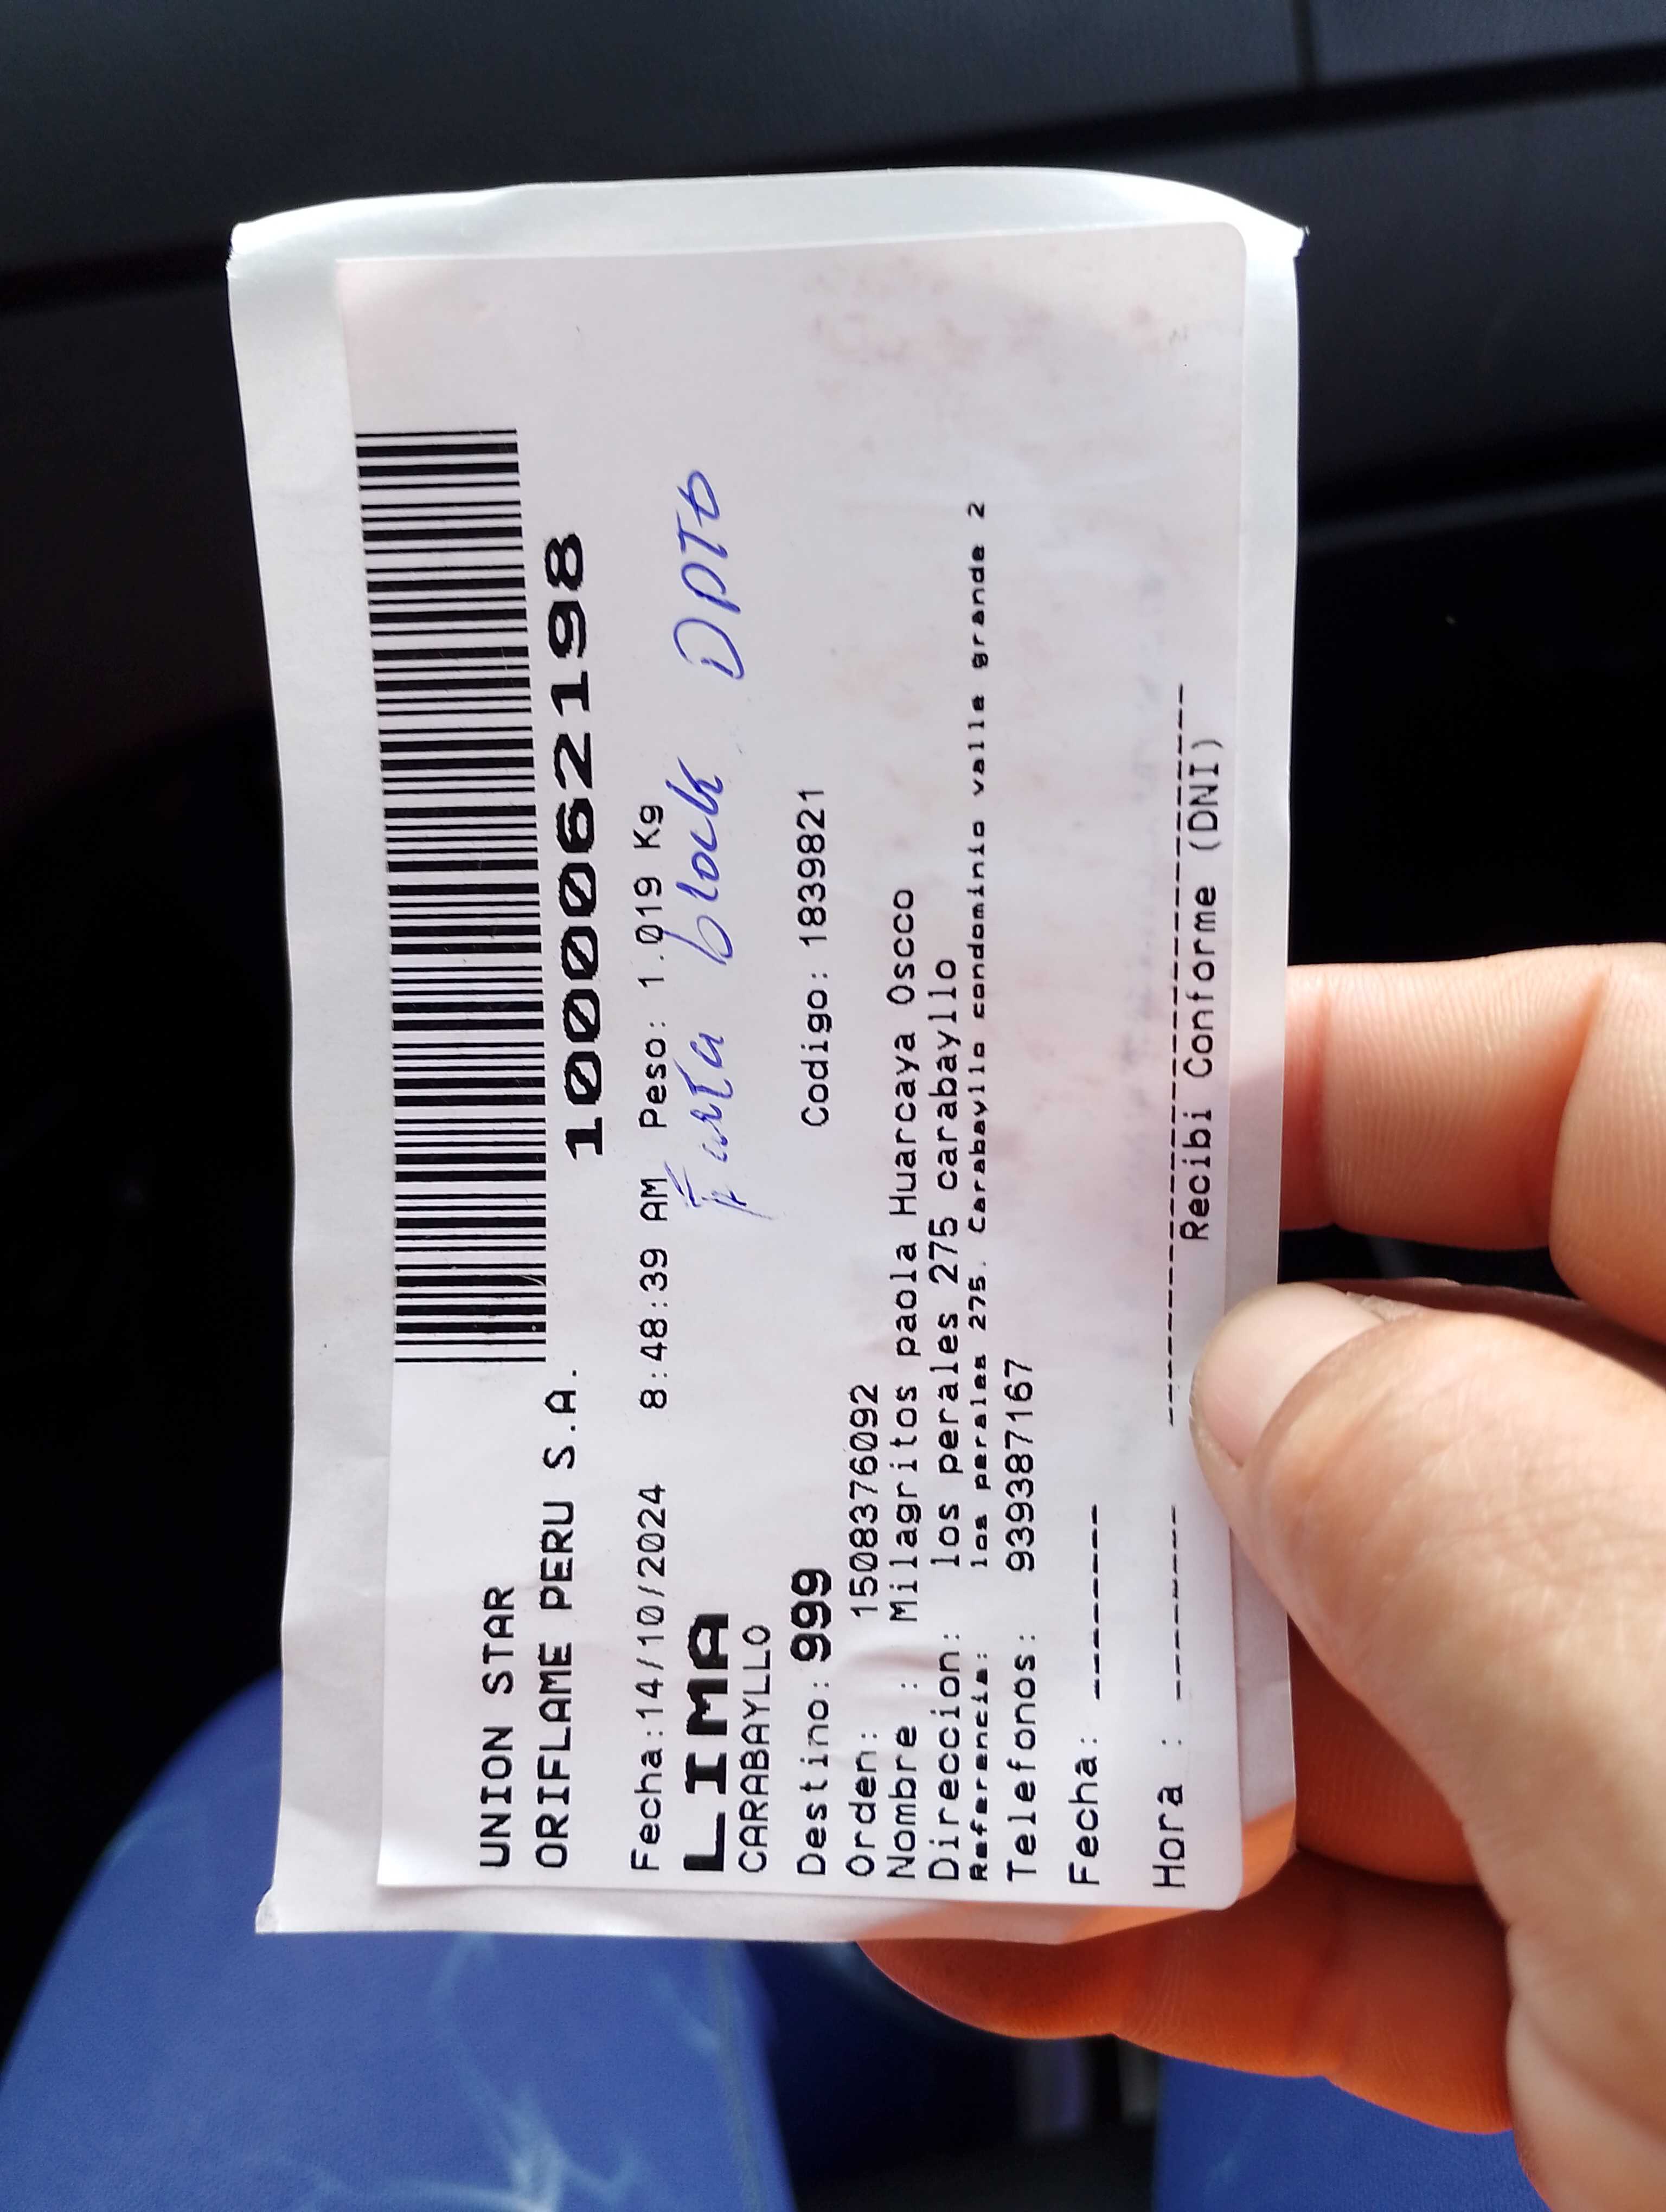 UNION STAR
ORIFLAME PERU S.A.
1000062198
Fecha:14/10/2024 8:48:39 AM Peso: 1.019 Kg
LIMA
Falta block DPTO
CARABAYLLO
Destino: 999 Codigo: 1839821
Orden: 150837609​2
Nombre : Milagritos paola Huarcaya Oscco
Direccion: los perales 275 carabayllo
Referencia: los perales 275. Carabayllo condominio valle grande 2
Telefonos: 939387167
Fecha: -------
Hora : ------- ------------------------
Recibi Conforme (DNI)